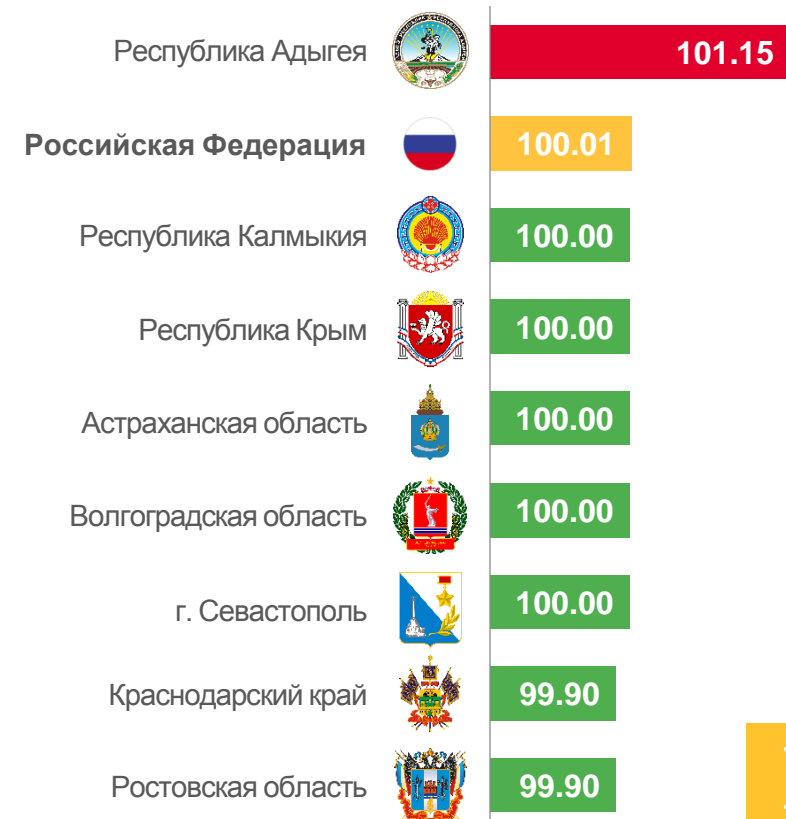 Республика Адыгея 101.15
Российская Федерация 100.01
Республика Калмыкия 100.00
Республика Крым 100.00
Астраханская область 100.00
Волгоградская область 100.00
г. Севастополь 100.00
Краснодарский край 99.90
Ростовская область 99.90